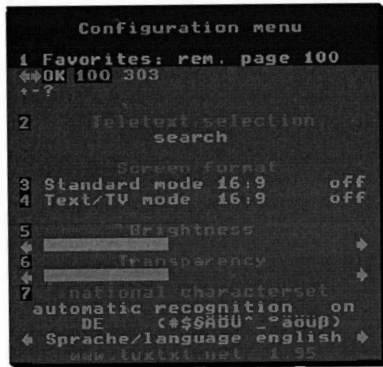 Configuration menu
1 Favorites: rem. page 100
OK 100 303
+-?
2 Teletext selection
search
Screen format
3 Standard mode 16:9 off
4 Text/TV mode 16:9 off
5 Brightness
6 Transparency
7 national characterset
automatic recognition on
DE (#$§ÄÖÜ^_°äöüß)
Sprache/language english
www.tuxtxt.net 1.95